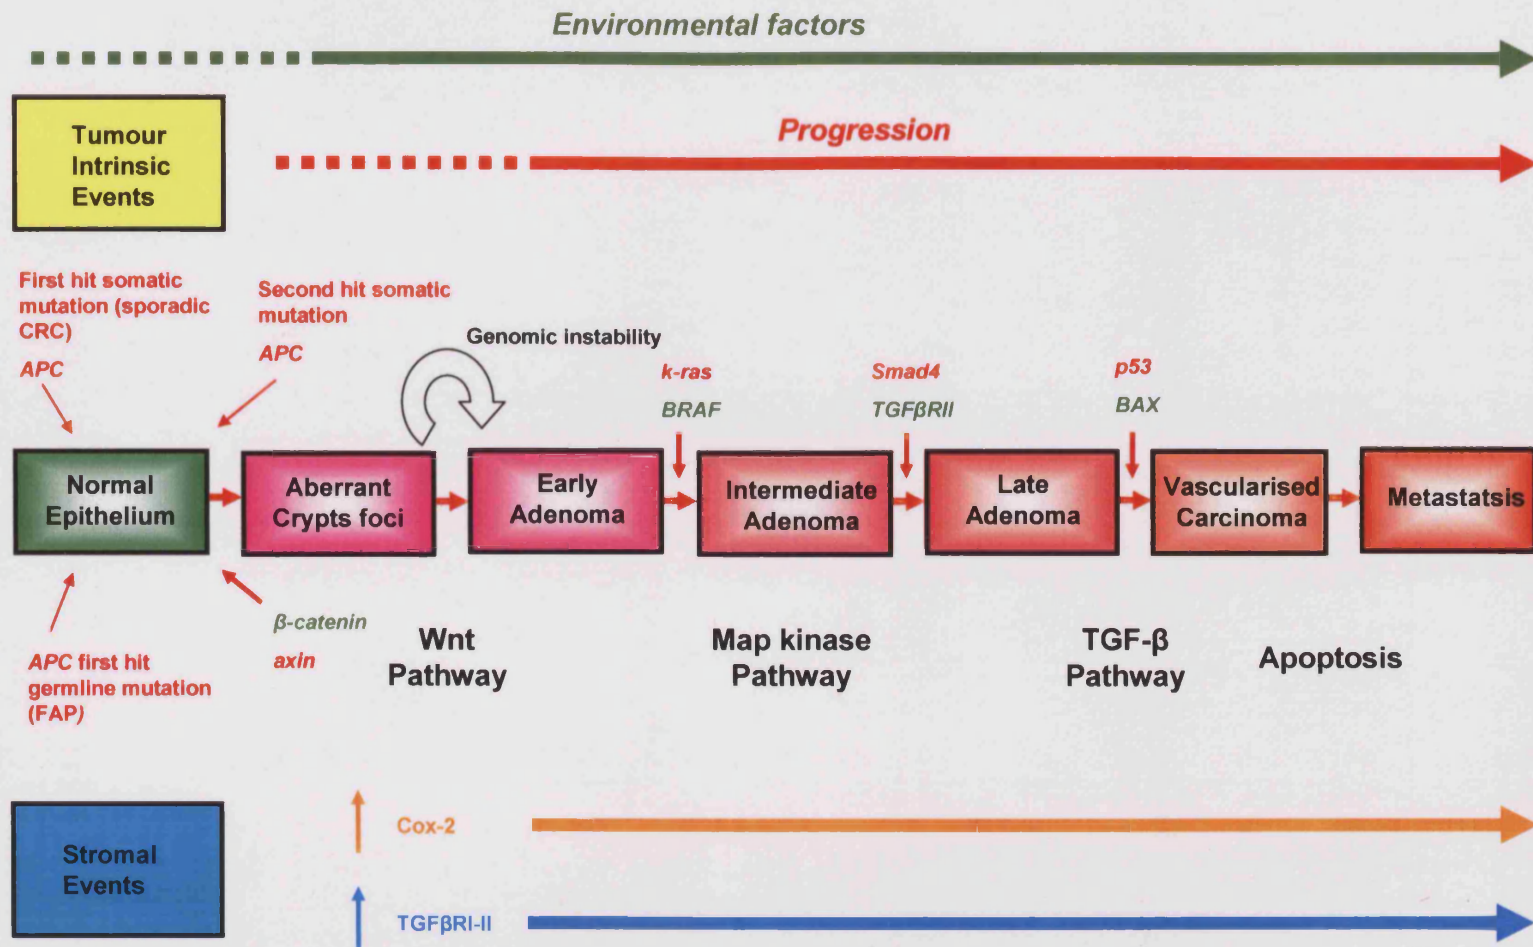 Environmental factors
Tumour
Intrinsic
Events
Progression
First hit somatic
mutation (sporadic
CRC)
APC
Second hit somatic
mutation
APC
Genomic instability
k-ras
BRAF
Smad4
TGFβRII
p53
BAX
Normal
Epithelium
Aberrant
Crypts foci
Early
Adenoma
Intermediate
Adenoma
Late
Adenoma
Vascularised
Carcinoma
Metastatsis
APC first hit
germline mutation
(FAP)
β-catenin
axin
Wnt
Pathway
Map kinase
Pathway
TGF-β
Pathway
Apoptosis
Stromal
Events
Cox-2
TGFβRI-II